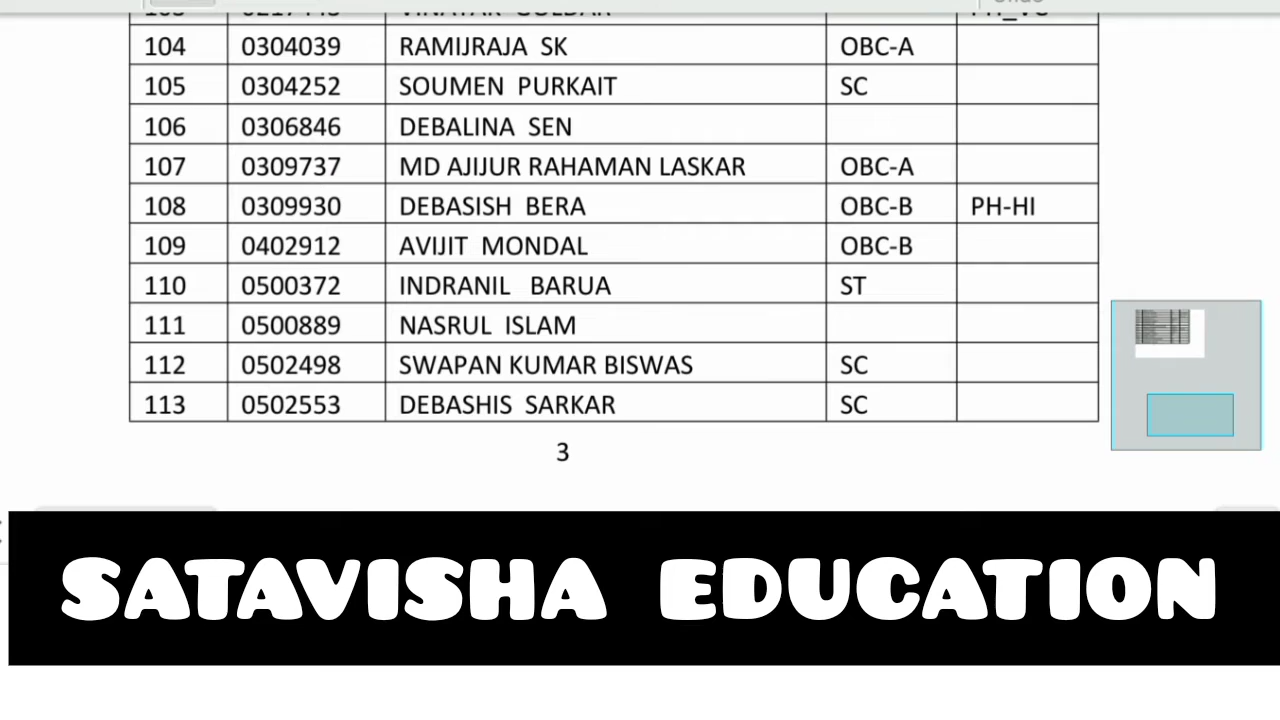 104 0304039 RAMIJRAJA SK OBC-A
105 0304252 SOUMEN PURKAIT SC
106 0306846 DEBALINA SEN
107 0309737 MD AJIJUR RAHAMAN LASKAR OBC-A
108 0309930 DEBASISH BERA OBC-B PH-HI
109 0402912 AVIJIT MONDAL OBC-B
110 0500372 INDRANIL BARUA ST
111 0500889 NASRUL ISLAM
112 0502498 SWAPAN KUMAR BISWAS SC
113 0502553 DEBASHIS SARKAR SC
3
SATAVISHA EDUCATION